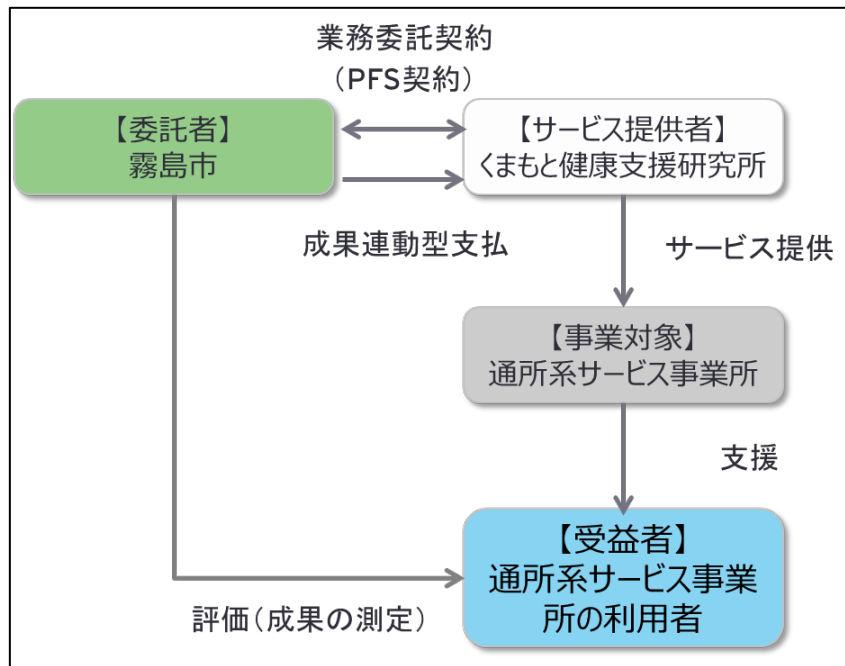 業務委託契約
(PFS契約)
【委託者】
霧島市
【サービス提供者】
くまもと健康支援研究所
成果連動型支払
サービス提供
【事業対象】
通所系サービス事業所
支援
【受益者】
通所系サービス事業
所の利用者
評価(成果の測定)